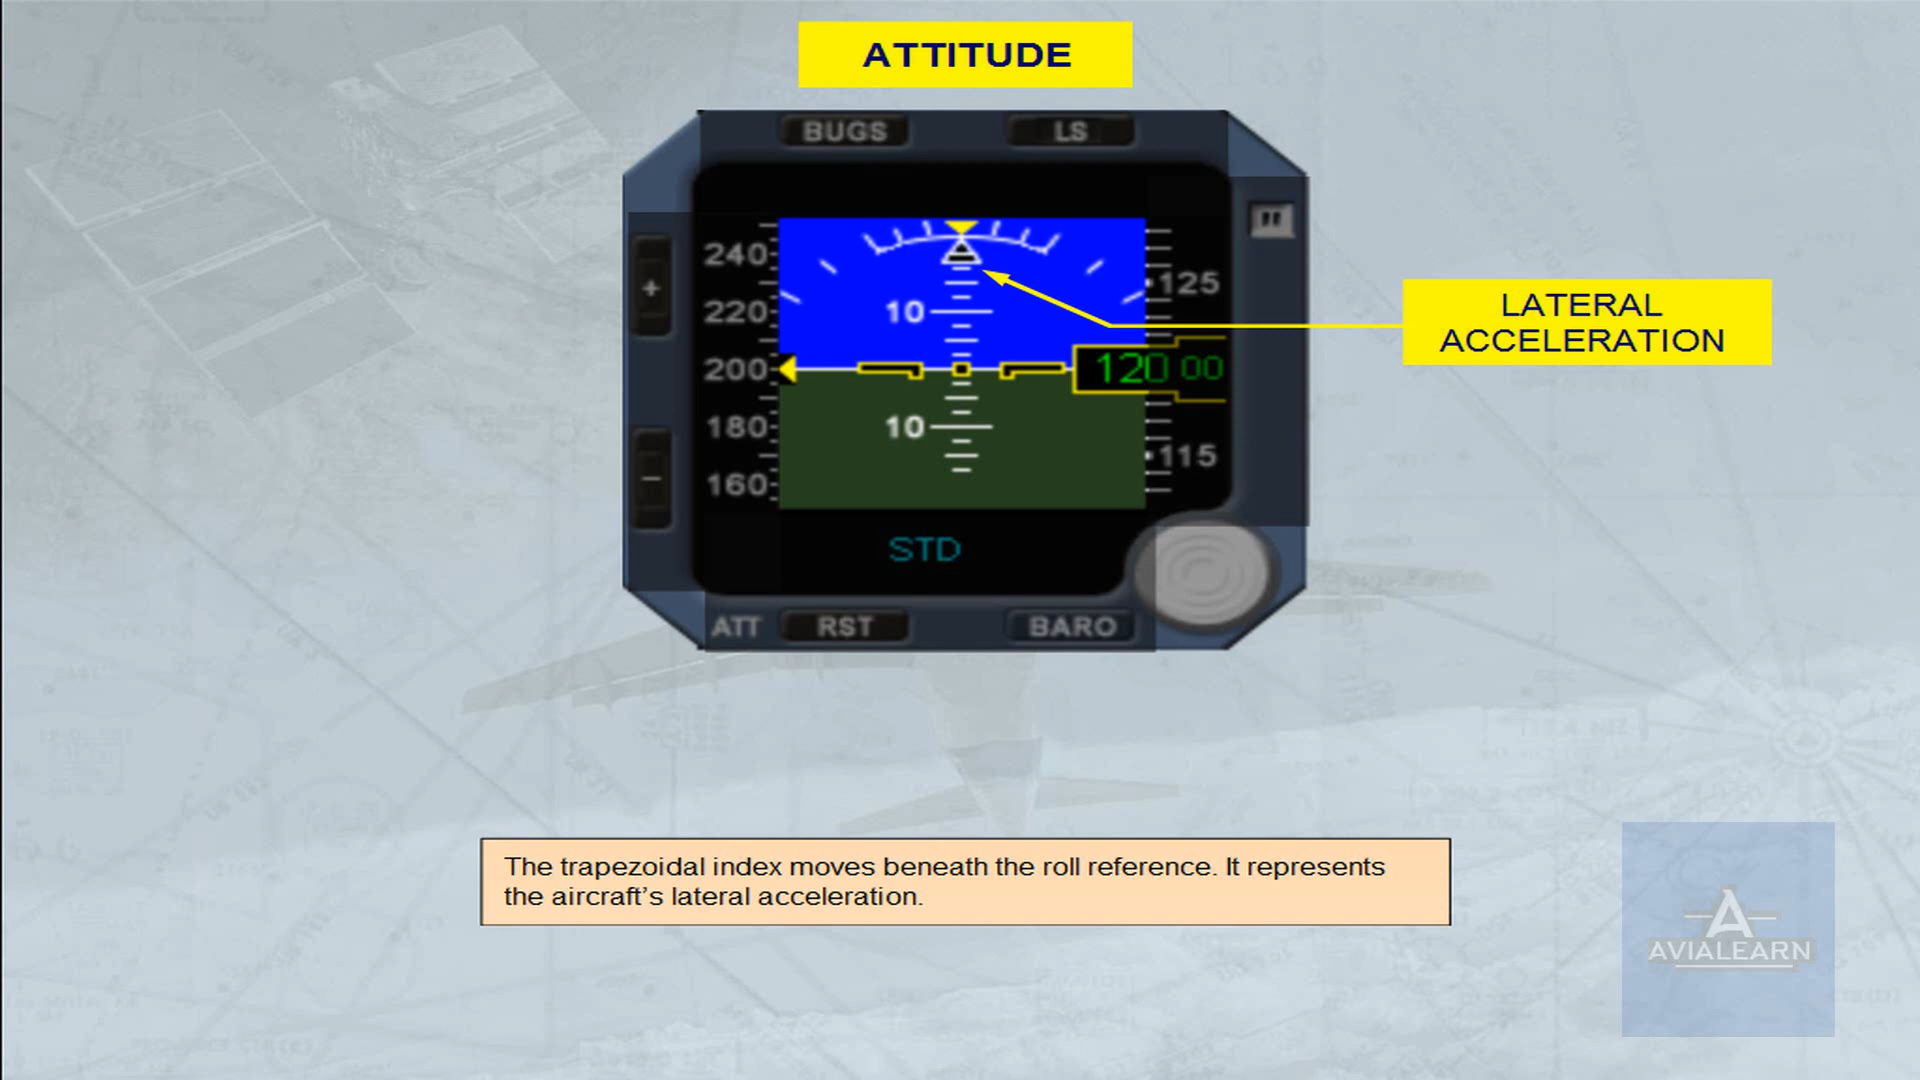 ATTITUDE
BUGS
LS
+
240
125
220
10
LATERAL
ACCELERATION
200
120 00
180
10
115
160
−
STD
ATT
RST
BARO
The trapezoidal index moves beneath the roll reference. It represents
the aircraft's lateral acceleration.
A
AVIALEARN